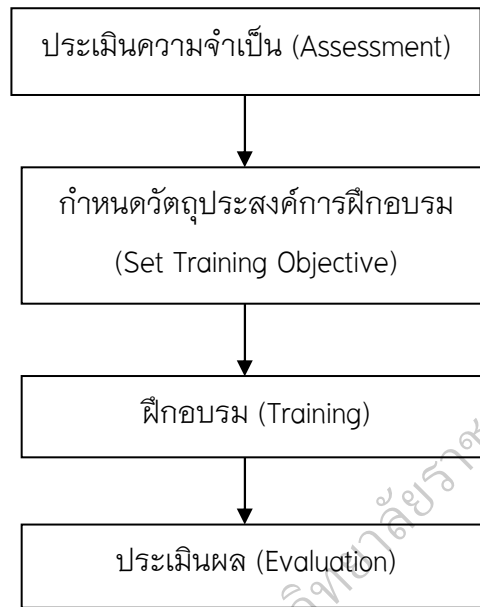 ประเมินความจำเป็น (Assessment)
กำหนดวัตถุประสงค์การฝึกอบรม
(Set Training Objective)
ฝึกอบรม (Training)
ประเมินผล (Evaluation)